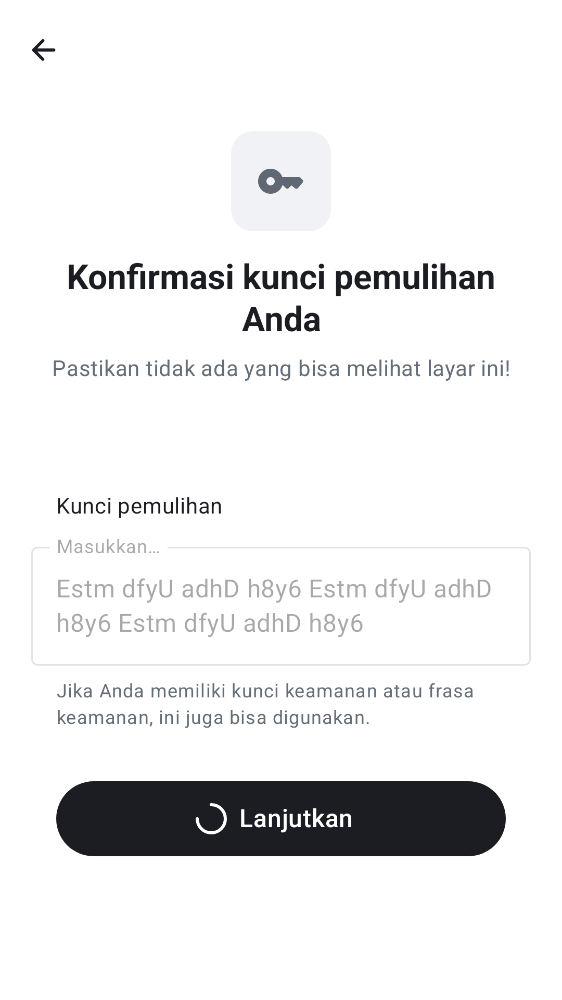 Konfirmasi kunci pemulihan
Anda
Pastikan tidak ada yang bisa melihat layar ini!
Kunci pemulihan
Masukkan…
Estm dfyU adhD h8y6 Estm dfyU adhD
h8y6 Estm dfyU adhD h8y6
Jika Anda memiliki kunci keamanan atau frasa
keamanan, ini juga bisa digunakan.
Lanjutkan